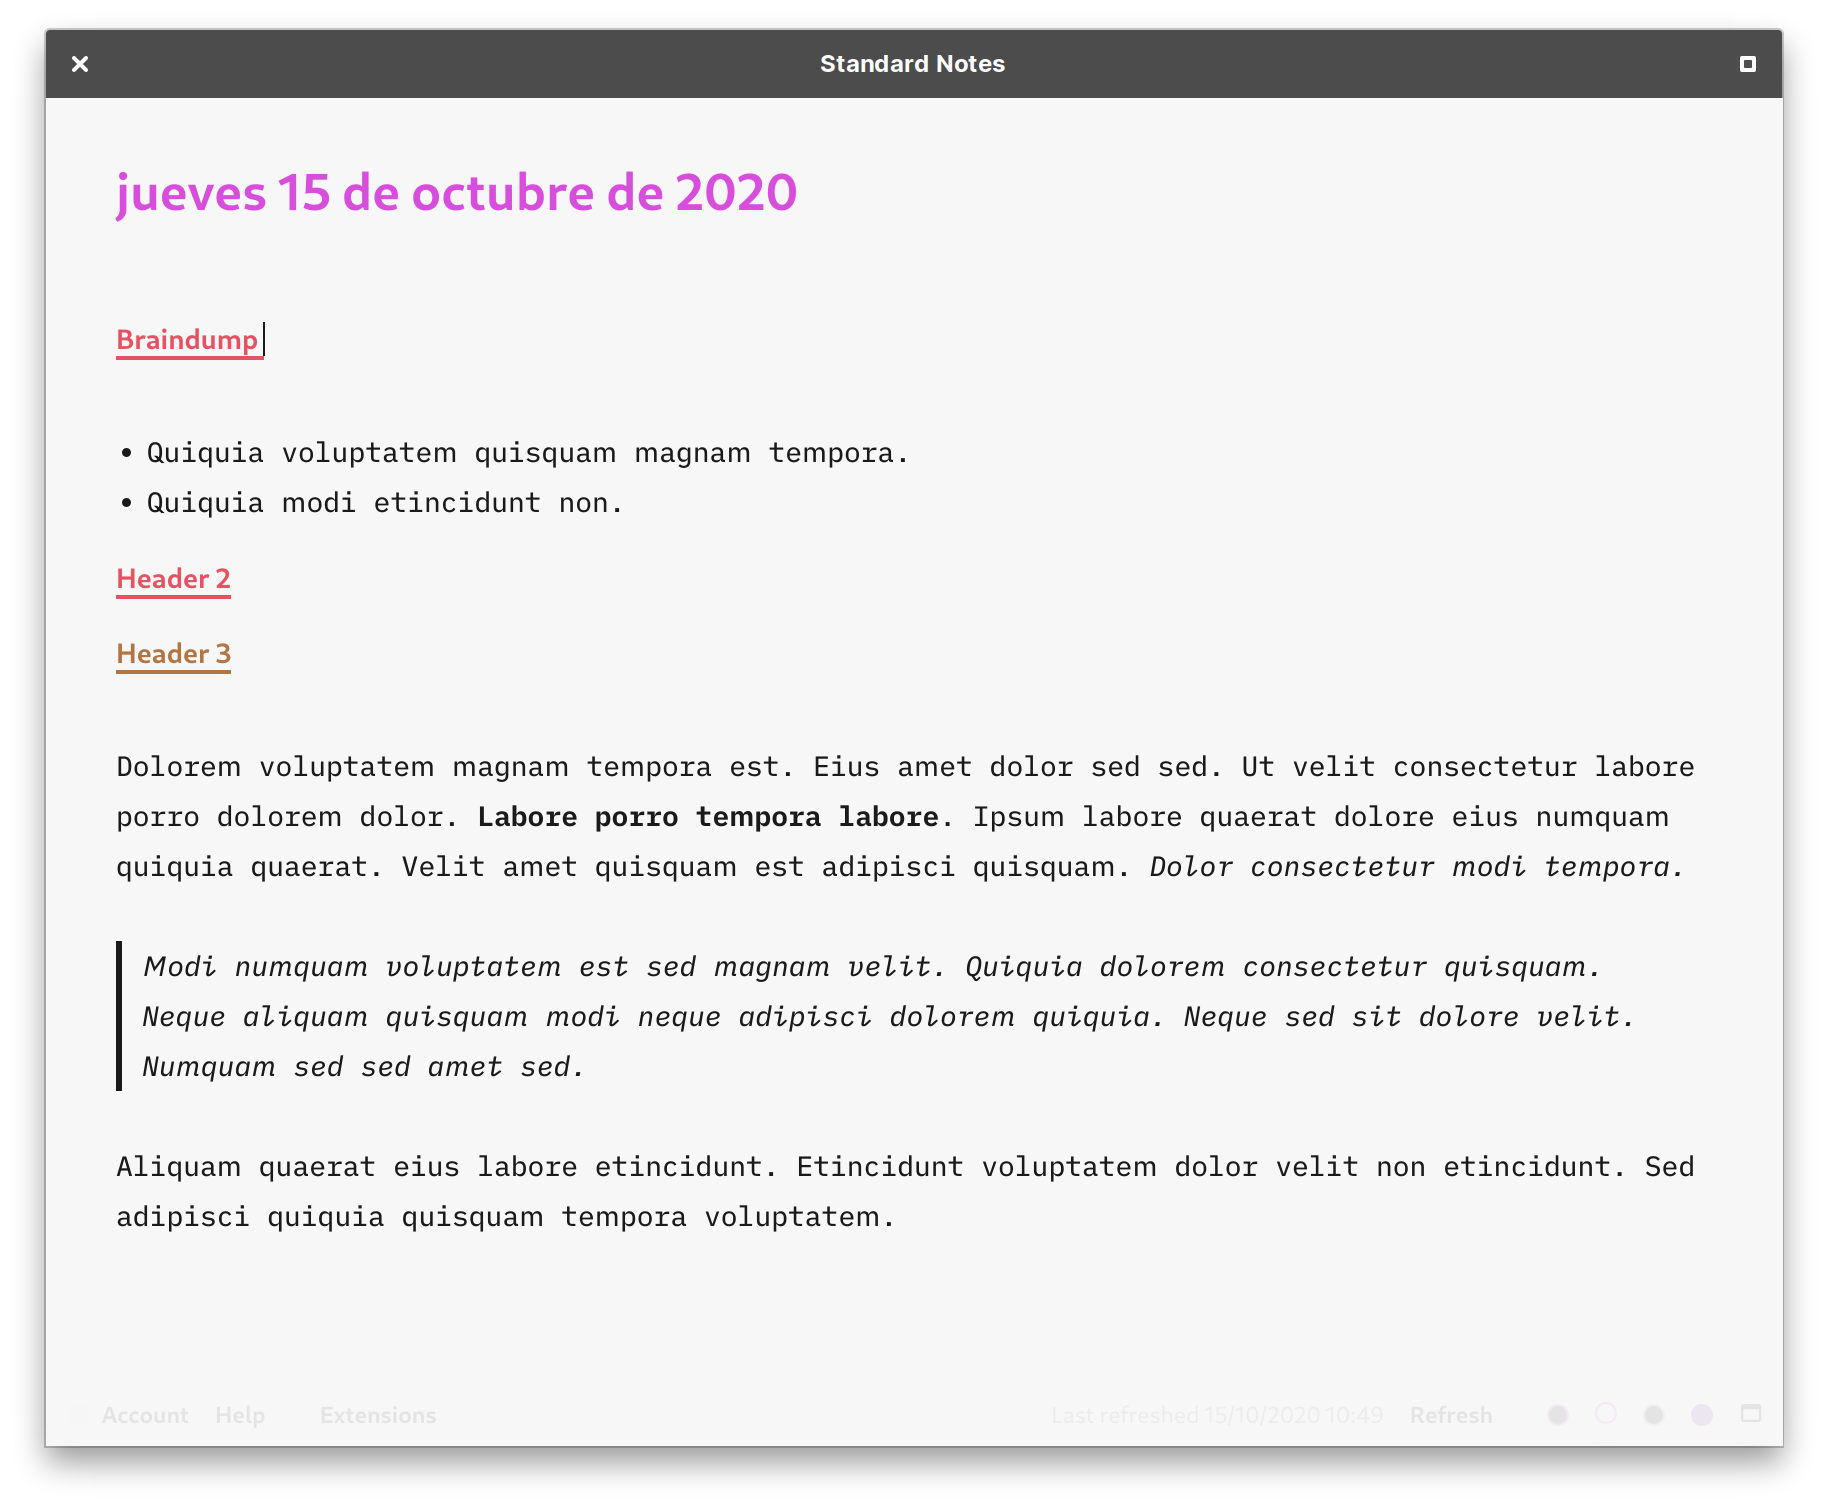 Standard Notes
jueves 15 de octubre de 2020
Braindump
• Quiquia voluptatem quisquam magnam tempora.
• Quiquia modi etincidunt non.
Header 2
Header 3
Dolorem voluptatem magnam tempora est. Eius amet dolor sed sed. Ut velit consectetur labore
porro dolorem dolor. Labore porro tempora labore. Ipsum labore quaerat dolore eius numquam
quiquia quaerat. Velit amet quisquam est adipisci quisquam. Dolor consectetur modi tempora.
Modi numquam voluptatem est sed magnam velit. Quiquia dolorem consectetur quisquam.
Neque aliquam quisquam modi neque adipisci dolorem quiquia. Neque sed sit dolore velit.
Numquam sed sed amet sed.
Aliquam quaerat eius labore etincidunt. Etincidunt voluptatem dolor velit non etincidunt. Sed
adipisci quiquia quisquam tempora voluptatem.
Account Help Extensions Last refreshed 15/10/2020 10:49 Refresh